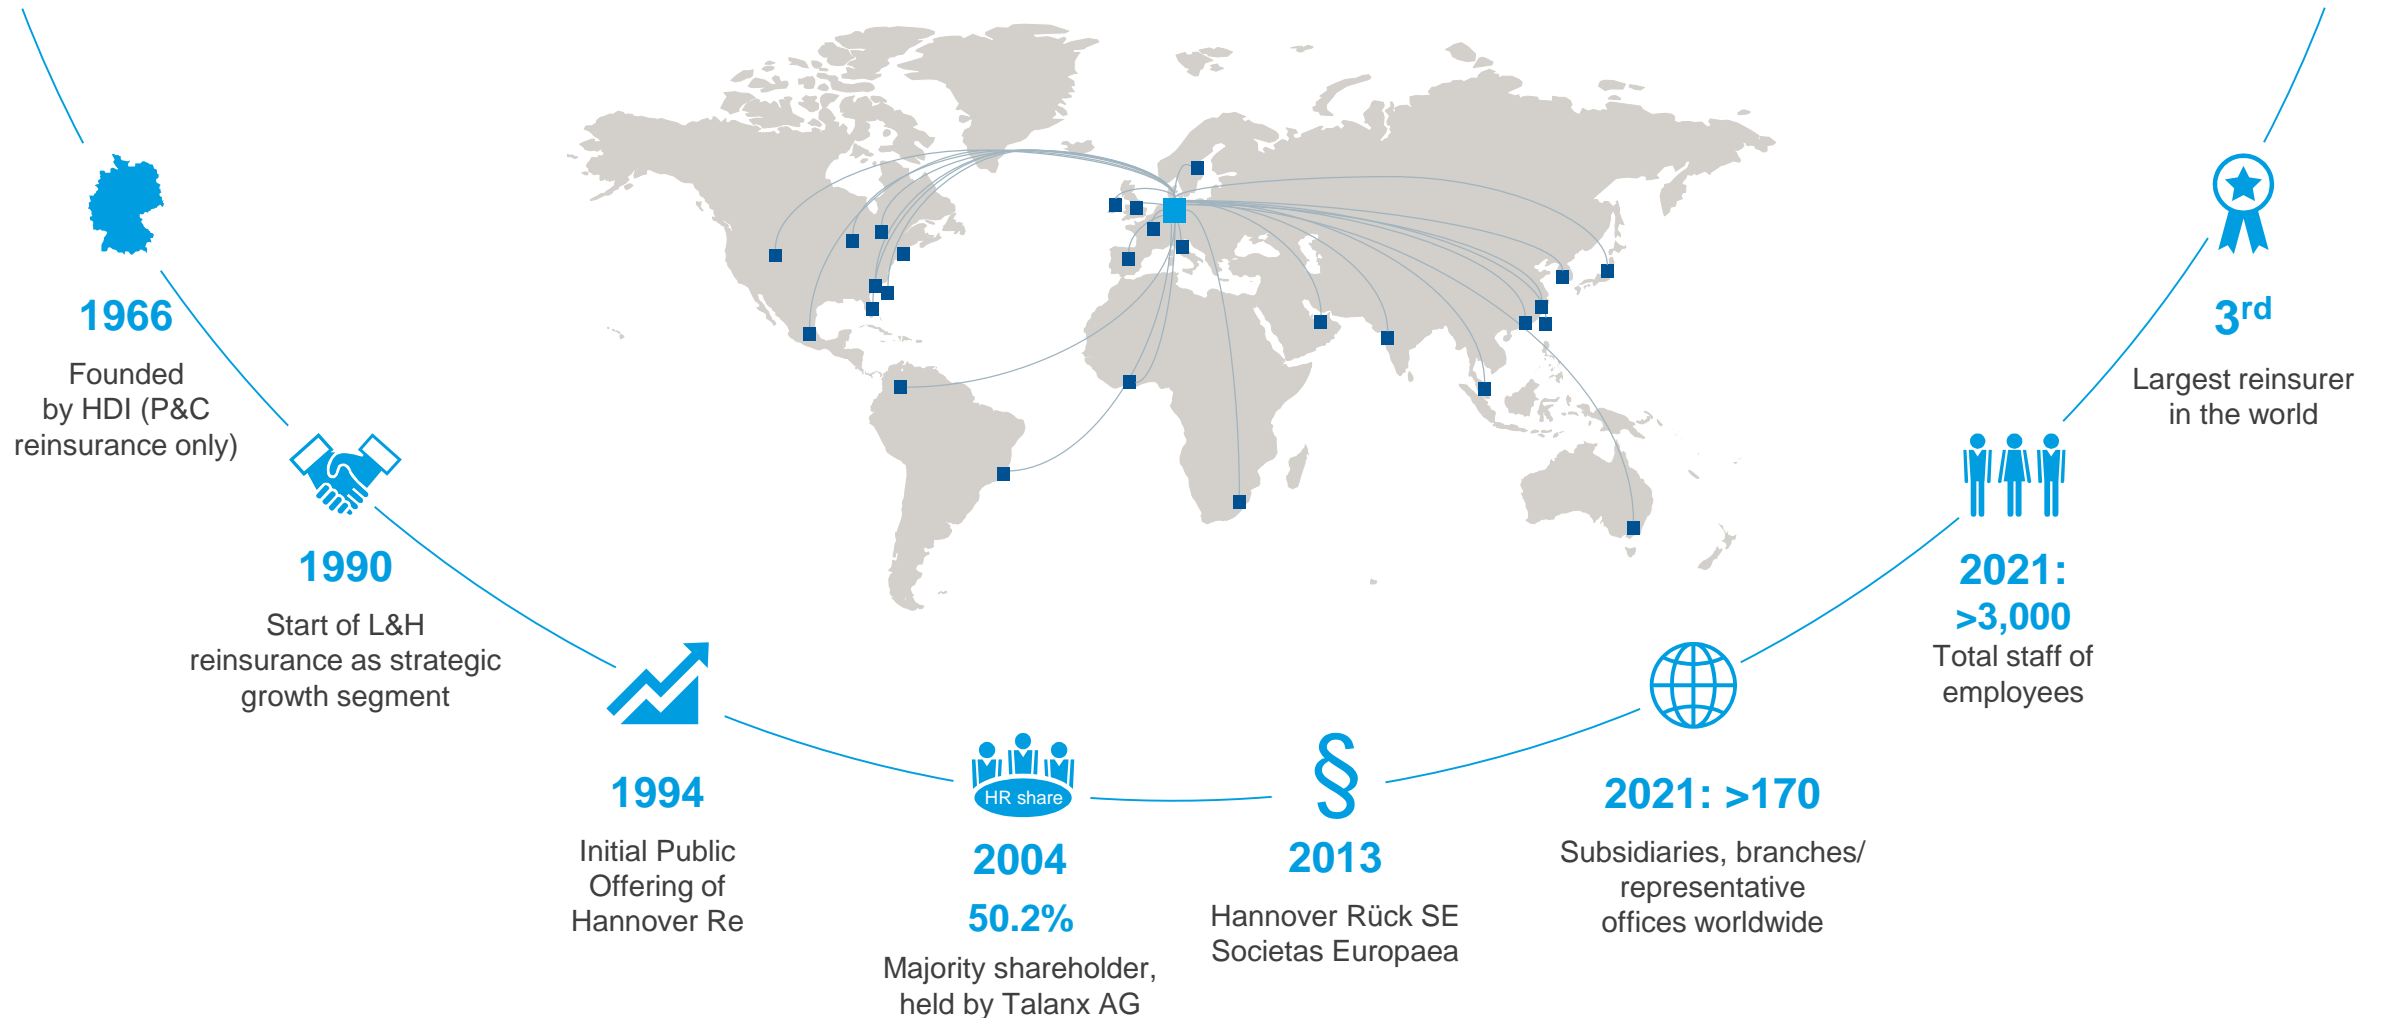 1966
Founded
by HDI (P&C
reinsurance only)
1990
Start of L&H
reinsurance as strategic
growth segment
1994
Initial Public
Offering of
Hannover Re
HR share
2004
50.2%
Majority shareholder,
held by Talanx AG
§
2013
Hannover Rück SE
Societas Europaea
2021: >170
Subsidiaries, branches/
representative
offices worldwide
2021:
>3,000
Total staff of
employees
3rd
Largest reinsurer
in the world